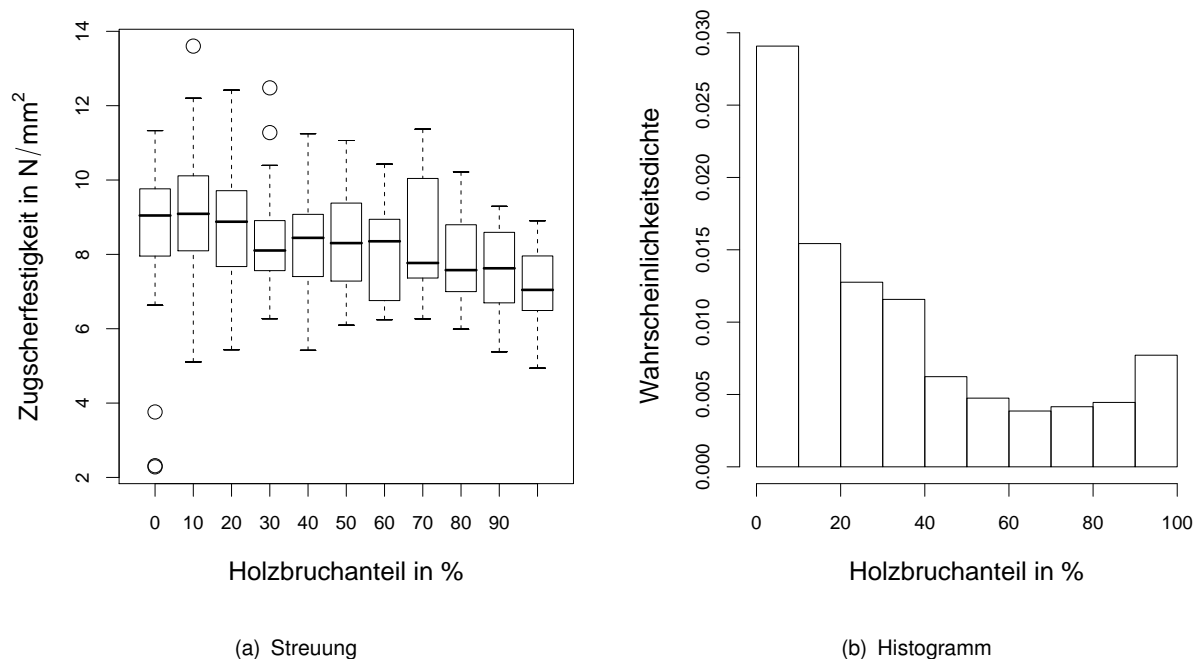 Zugscherfestigkeit in N/mm²
14
12
10
8
6
4
2
0 10 20 30 40 50 60 70 80 90
Holzbruchanteil in %
(a) Streuung
Wahrscheinlichkeitsdichte
0.030
0.025
0.020
0.015
0.010
0.005
0.000
0 20 40 60 80 100
Holzbruchanteil in %
(b) Histogramm